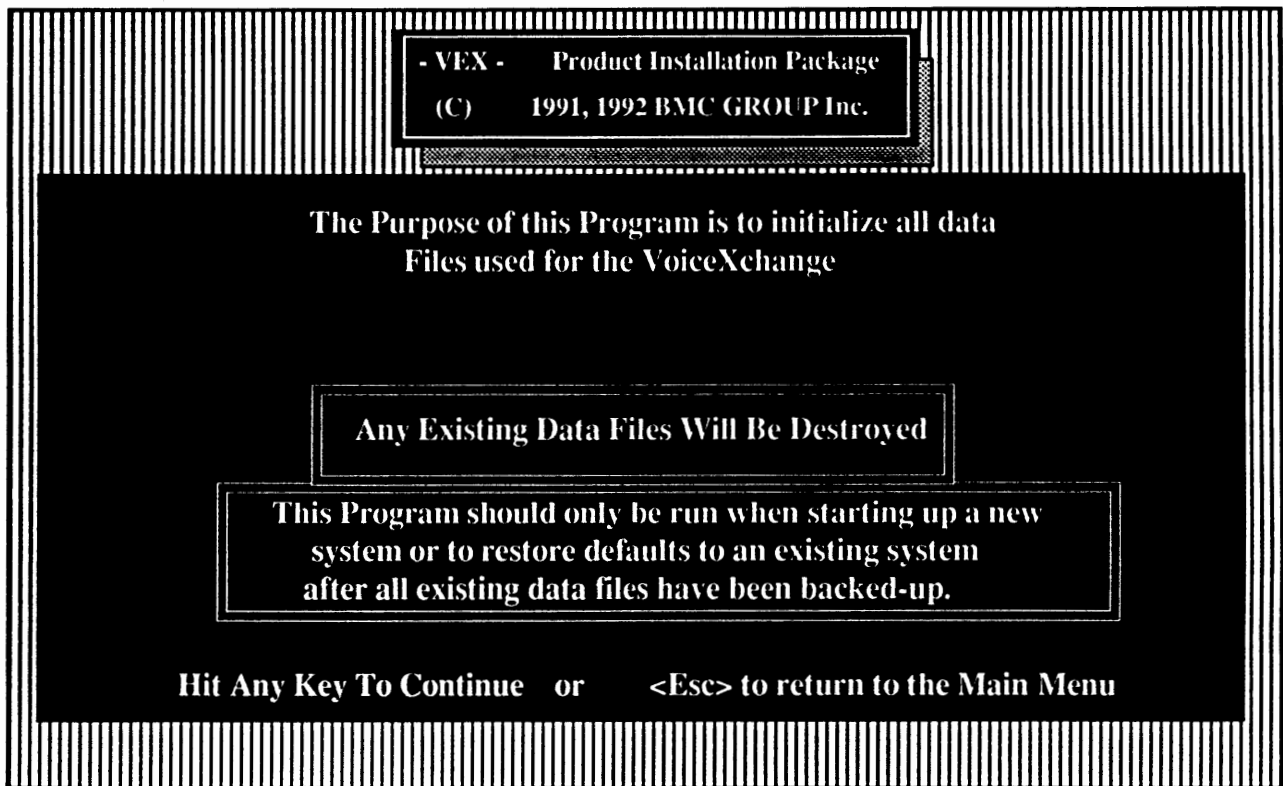 - VEX - Product Installation Package
(C) 1991, 1992 BMC GROUP Inc.
The Purpose of this Program is to initialize all data
Files used for the VoiceXchange
Any Existing Data Files Will Be Destroyed
This Program should only be run when starting up a new
system or to restore defaults to an existing system
after all existing data files have been backed-up.
Hit Any Key To Continue or <Esc> to return to the Main Menu